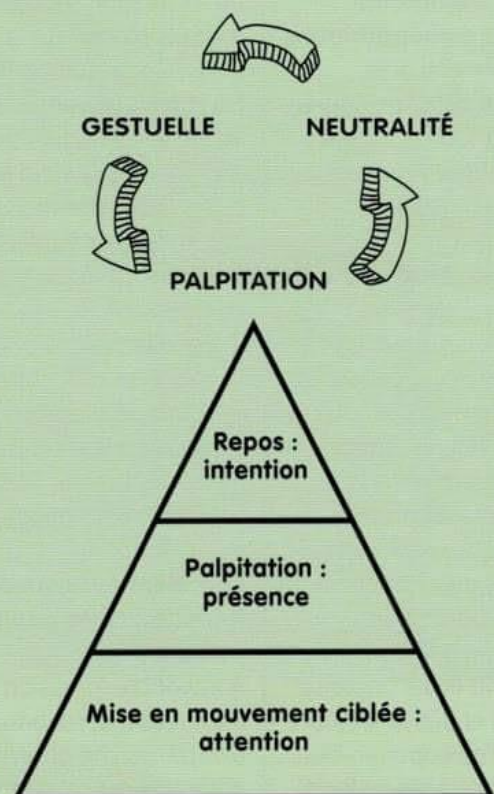 GESTUELLE NEUTRALITÉ
PALPITATION
Repos :
intention
Palpitation :
présence
Mise en mouvement ciblée :
attention